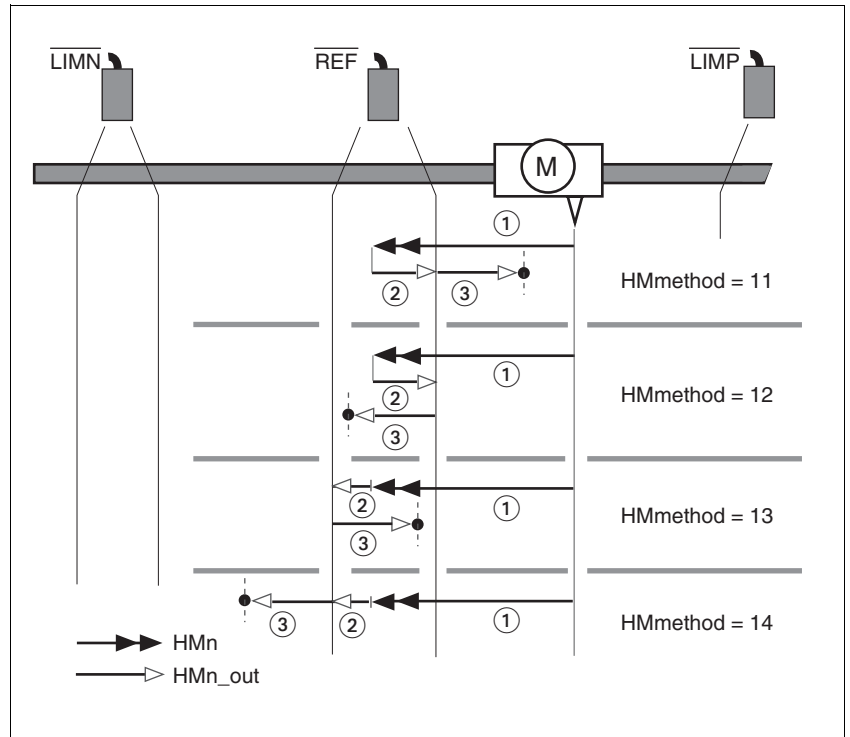 LIMN REF LIMP
M
1
HMmethod = 11
2 3
1
HMmethod = 12
2
3
1
2
HMmethod = 13
3
1
HMmethod = 14
3 2
HMn
HMn_out